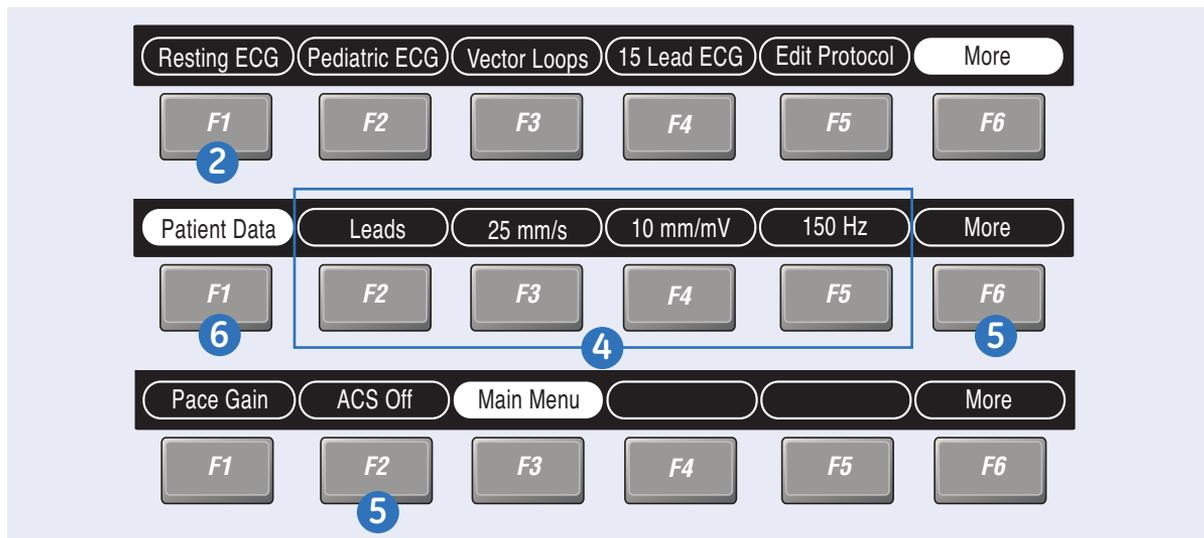 Resting ECG Pediatric ECG Vector Loops 15 Lead ECG Edit Protocol More
F1 F2 F3 F4 F5 F6
2
Patient Data Leads 25 mm/s 10 mm/mV 150 Hz More
F1 F2 F3 F4 F5 F6
6 4 5
Pace Gain ACS Off Main Menu More
F1 F2 F3 F4 F5 F6
5